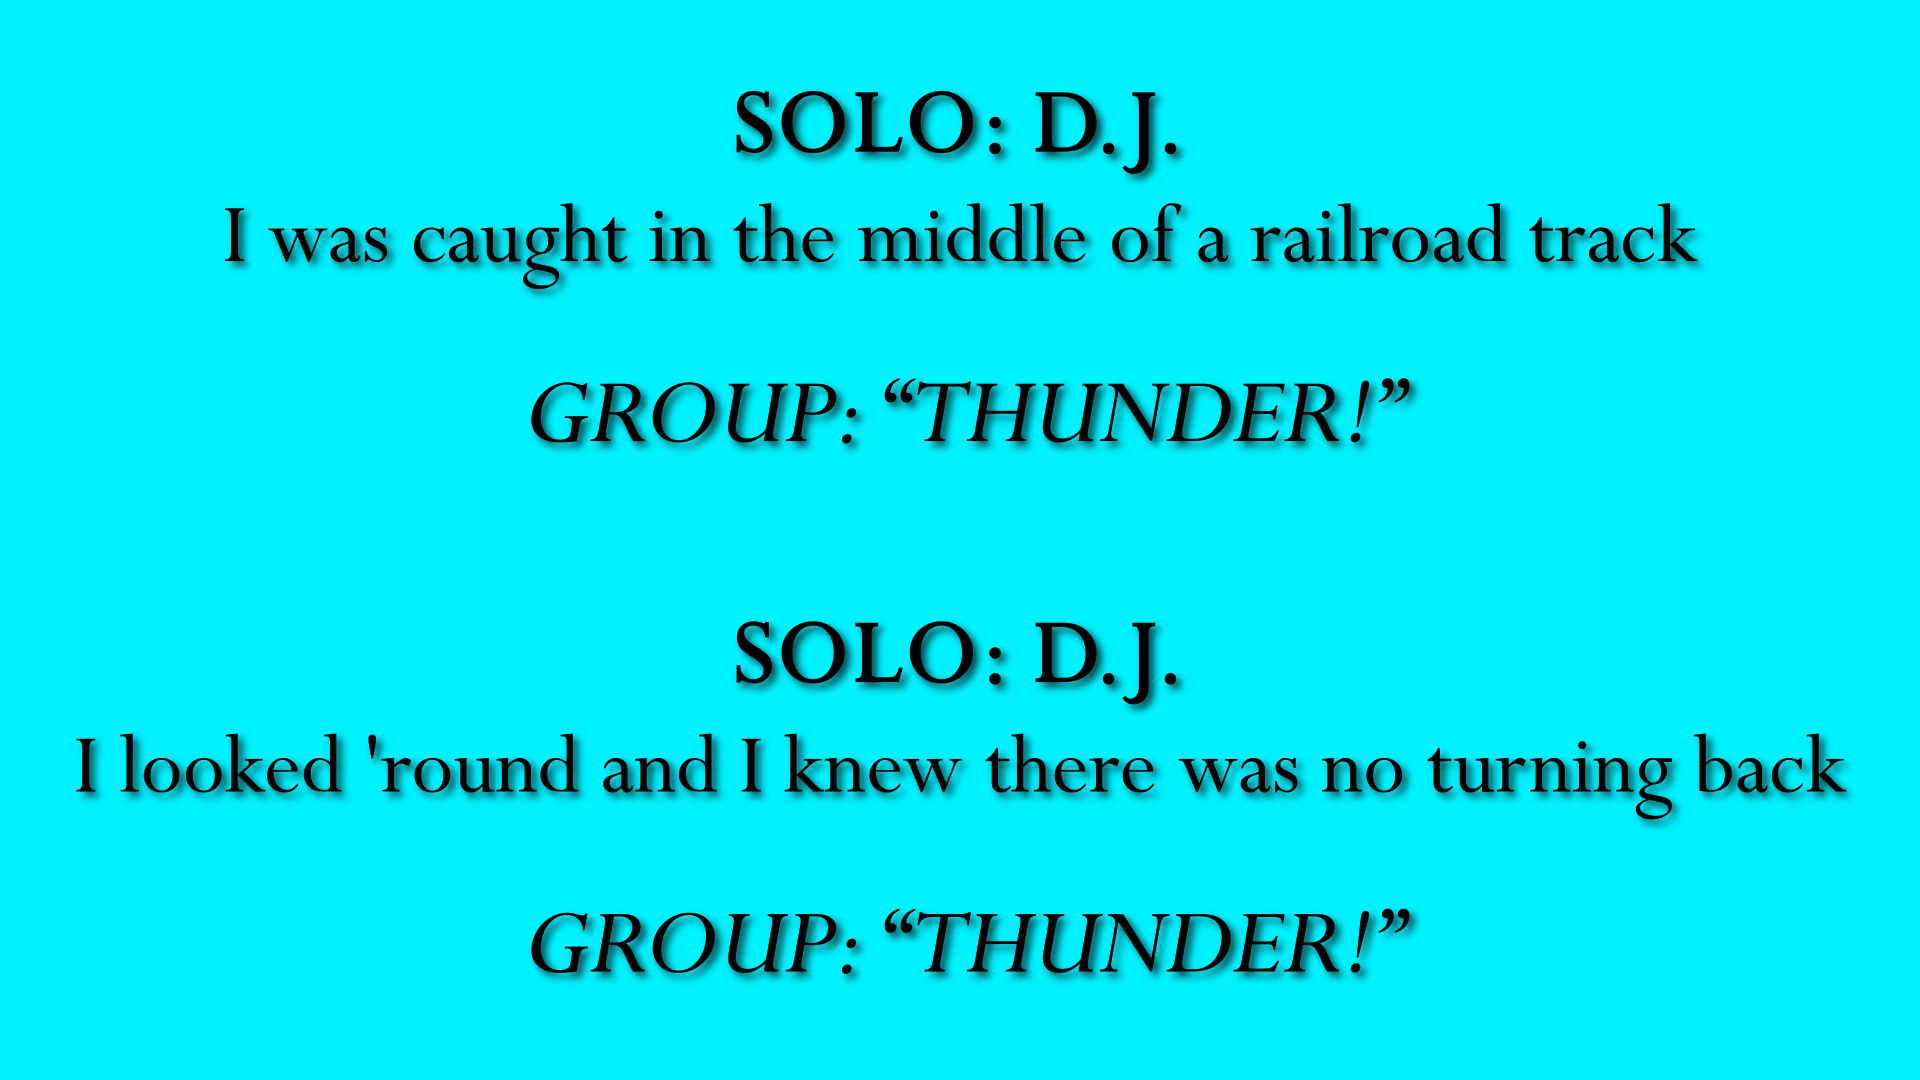 SOLO: D.J.
I was caught in the middle of a railroad track
GROUP: “THUNDER!”
SOLO: D.J.
I looked 'round and I knew there was no turning back
GROUP: “THUNDER!”